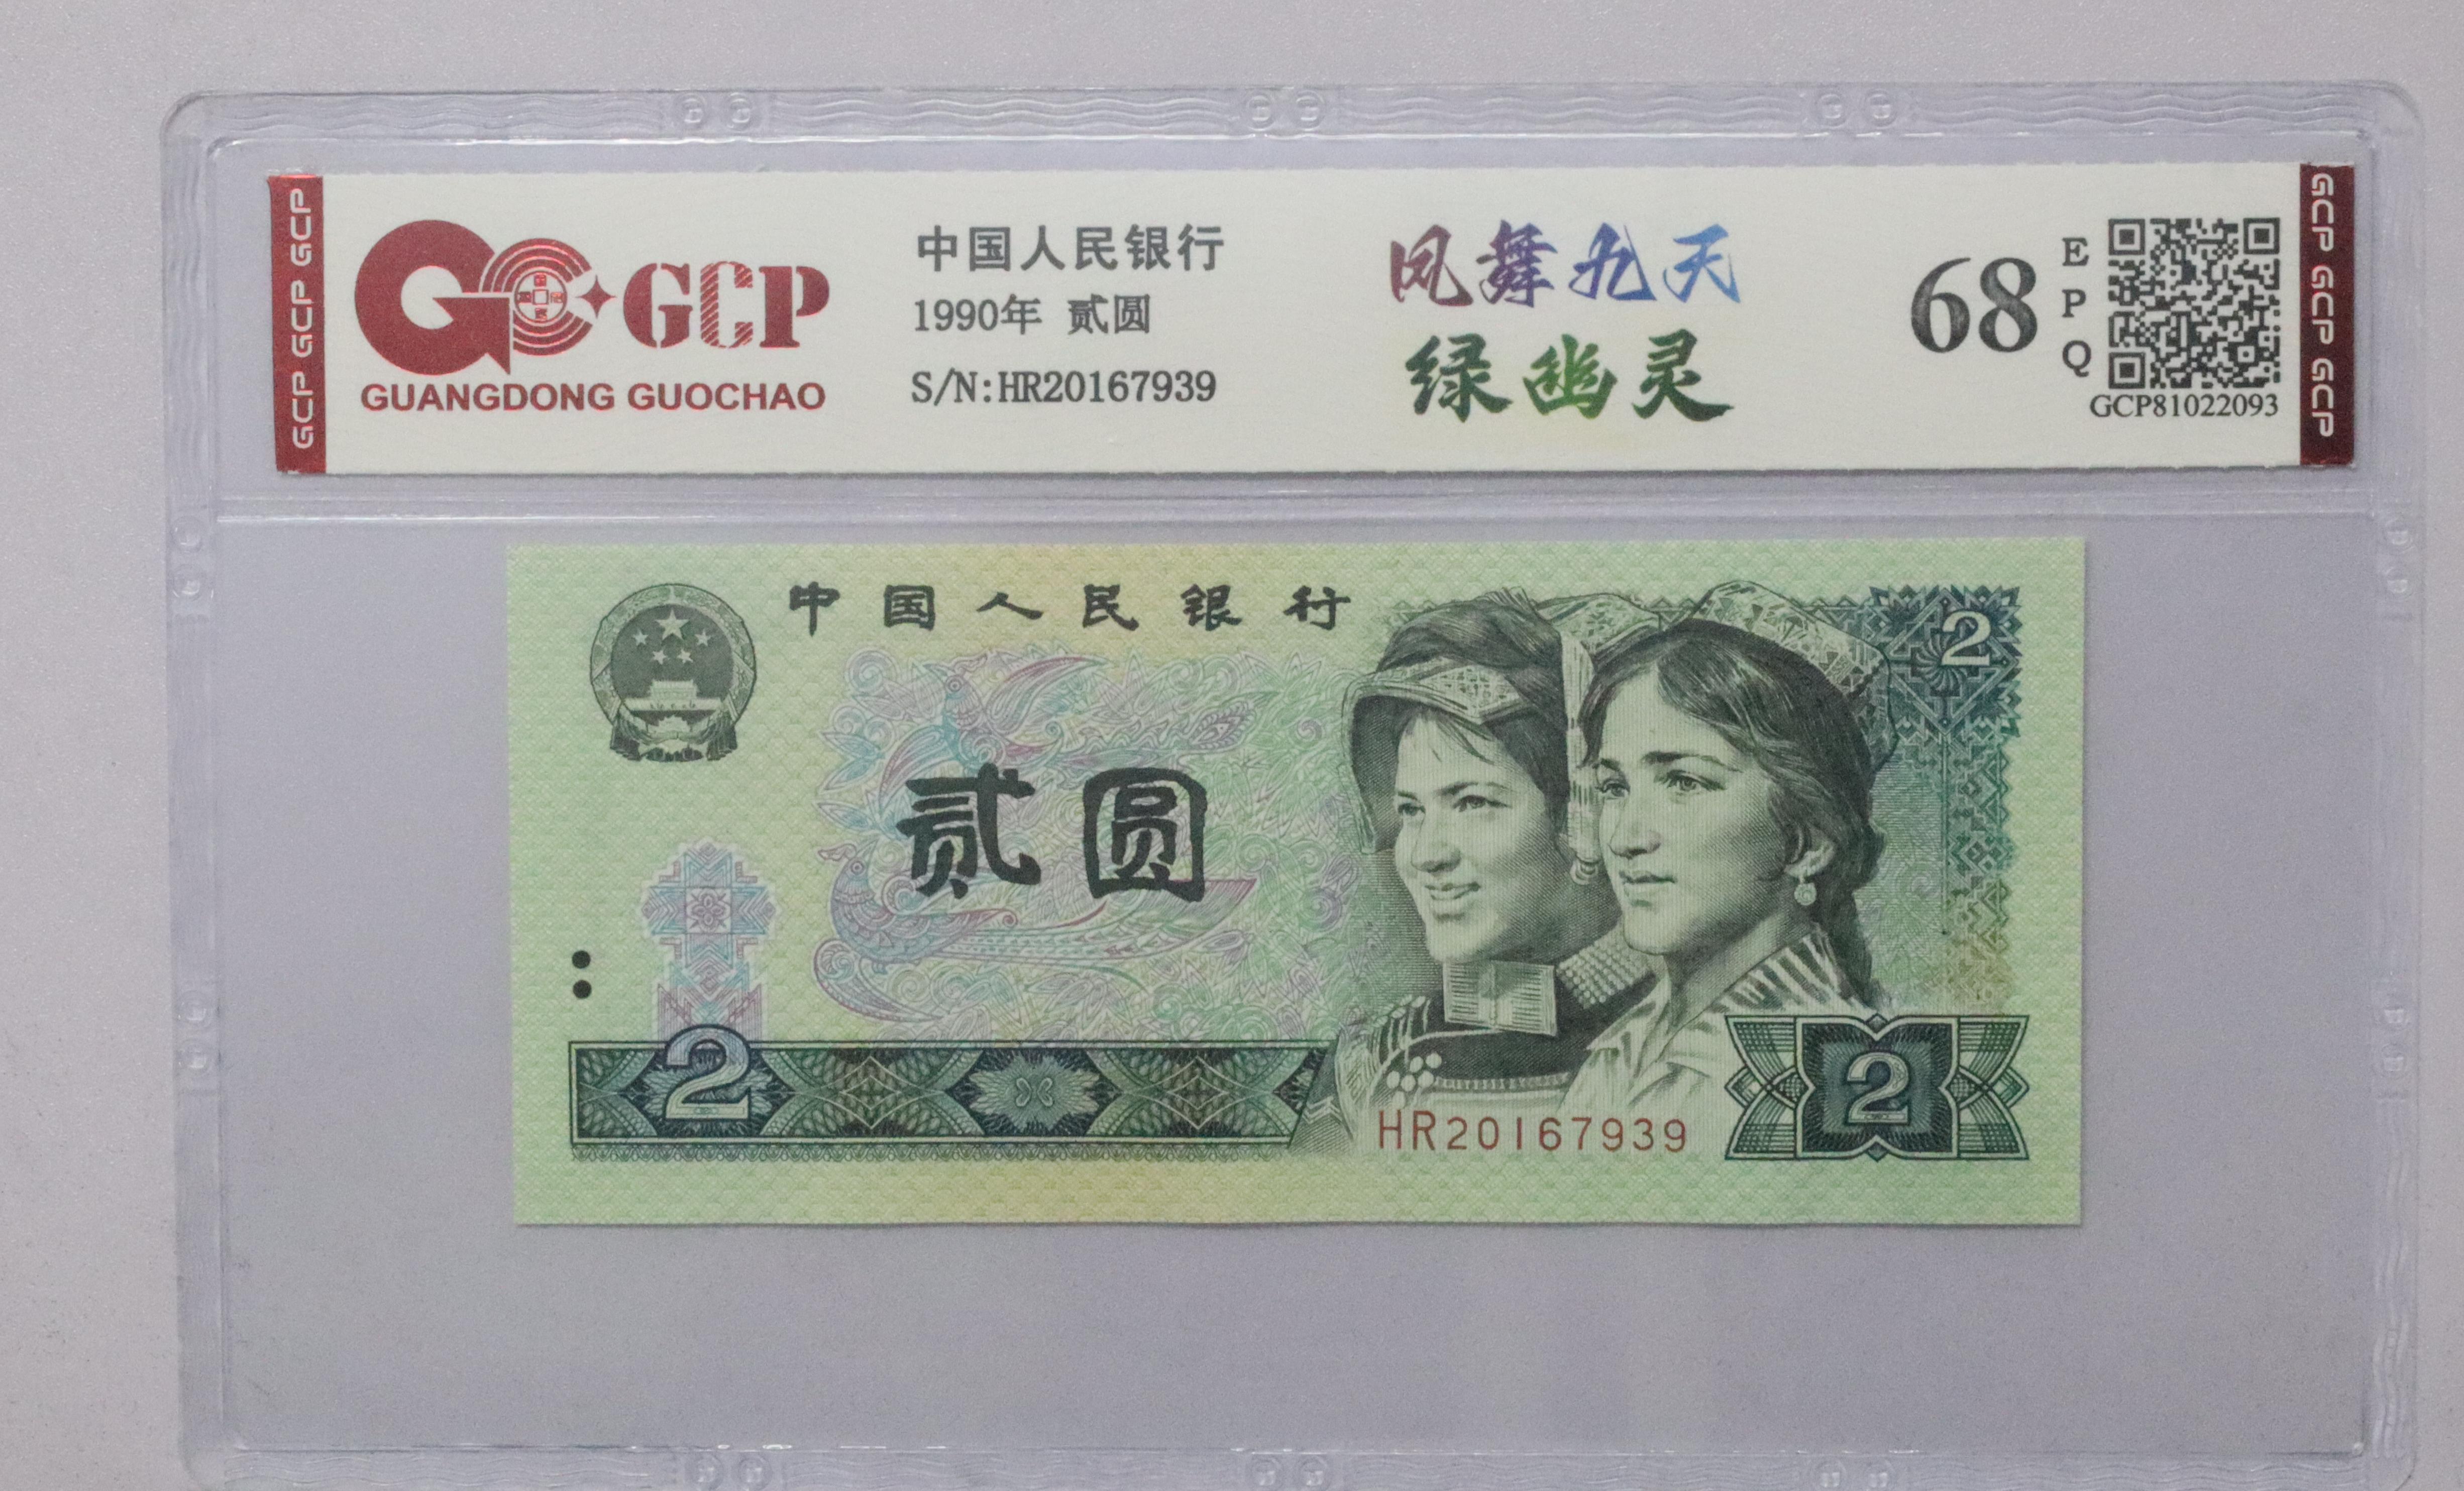 GCP GCP GCP
GCP
GUANGDONG GUOCHAO
中国人民银行
1990年 贰圆
S/N:HR20167939
凤舞九天
绿幽灵
68
EPQ
GCP81022093
GCP GCP GCP
中国人民银行
2
贰圆
2
HR20167939
2